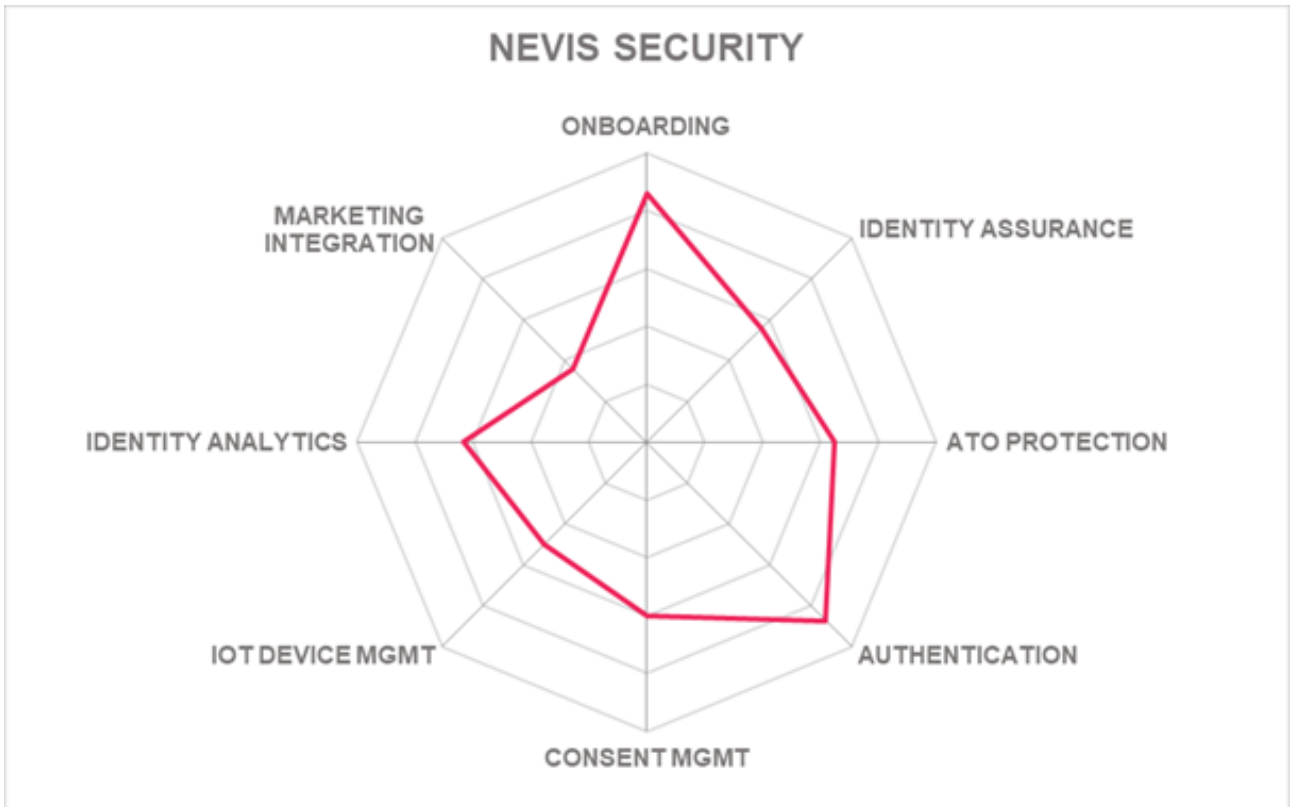 NEVIS SECURITY
ONBOARDING
MARKETING
INTEGRATION
IDENTITY ASSURANCE
IDENTITY ANALYTICS
ATO PROTECTION
IOT DEVICE MGMT
AUTHENTICATION
CONSENT MGMT